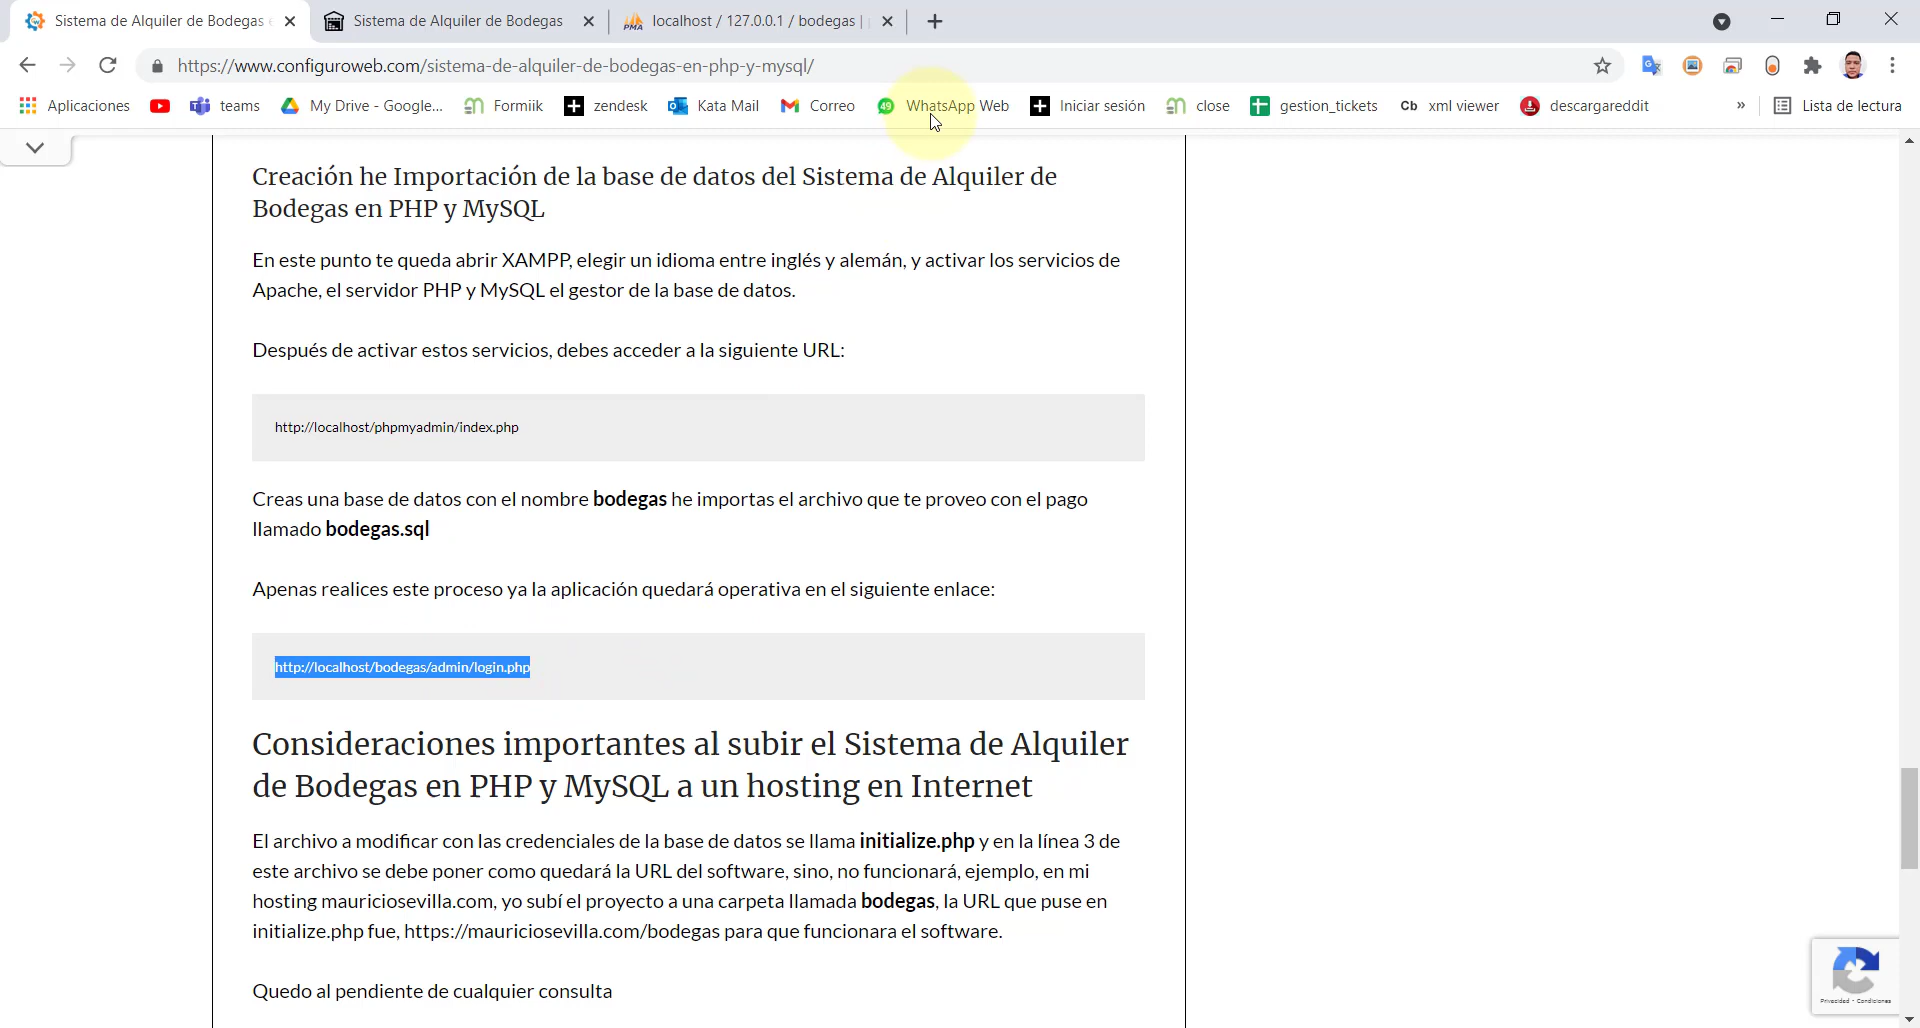 Sistema de Alquiler de Bodegas
Sistema de Alquiler de Bodegas
PMA
localhost / 127.0.0.1 / bodegas |
https://www.configuroweb.com/sistema-de-alquiler-de-bodegas-en-php-y-mysql/
Aplicaciones
teams
My Drive - Google...
Formiik
zendesk
Kata Mail
Correo
49
WhatsApp Web
Iniciar sesión
close
gestion_tickets
Cb
xml viewer
descargareddit
»
Lista de lectura
Creación he Importación de la base de datos del Sistema de Alquiler de
Bodegas en PHP y MySQL
En este punto te queda abrir XAMPP, elegir un idioma entre inglés y alemán, y activar los servicios de
Apache, el servidor PHP y MySQL el gestor de la base de datos.
Después de activar estos servicios, debes acceder a la siguiente URL:
http://localhost/phpmyadmin/index.php
Creas una base de datos con el nombre bodegas he importas el archivo que te proveo con el pago
llamado bodegas.sql
Apenas realices este proceso ya la aplicación quedará operativa en el siguiente enlace:
http://localhost/bodegas/admin/login.php
Consideraciones importantes al subir el Sistema de Alquiler
de Bodegas en PHP y MySQL a un hosting en Internet
El archivo a modificar con las credenciales de la base de datos se llama initialize.php y en la línea 3 de
este archivo se debe poner como quedará la URL del software, sino, no funcionará, ejemplo, en mi
hosting mauriciosevilla.com, yo subí el proyecto a una carpeta llamada bodegas, la URL que puse en
initialize.php fue, https://mauriciosevilla.com/bodegas para que funcionara el software.
Quedo al pendiente de cualquier consulta
Privacidad - Condiciones